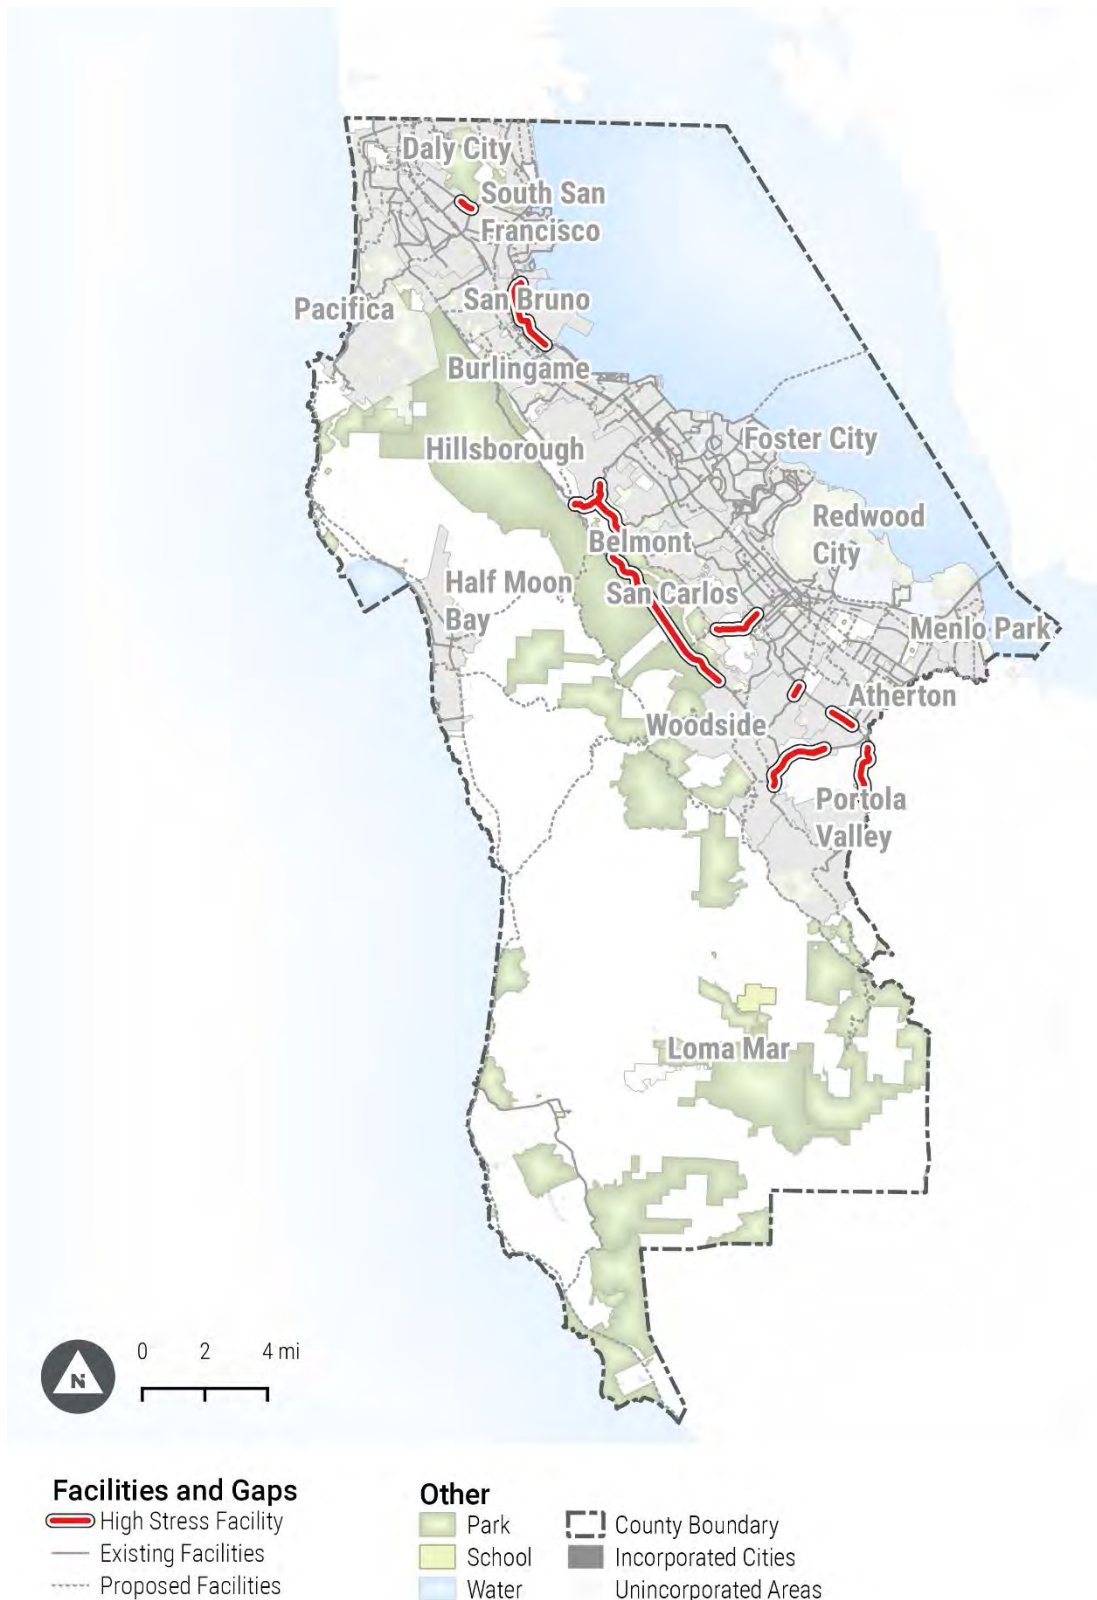 Daly City
South San
Francisco
Pacifica
San Bruno
Burlingame
Hillsborough
Foster City
Redwood
City
Belmont
Half Moon
Bay
San Carlos
Menlo Park
Atherton
Woodside
Portola
Valley
Loma Mar
N
0 2 4 mi
Facilities and Gaps
High Stress Facility
Existing Facilities
Proposed Facilities
Other
Park
School
Water
County Boundary
Incorporated Cities
Unincorporated Areas